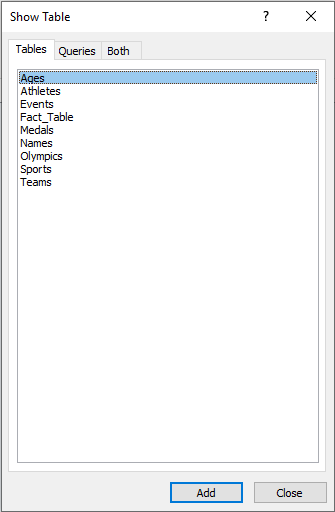 Show Table
?
Tables Queries Both
Ages
Athletes
Events
Fact_Table
Medals
Names
Olympics
Sports
Teams
Add Close